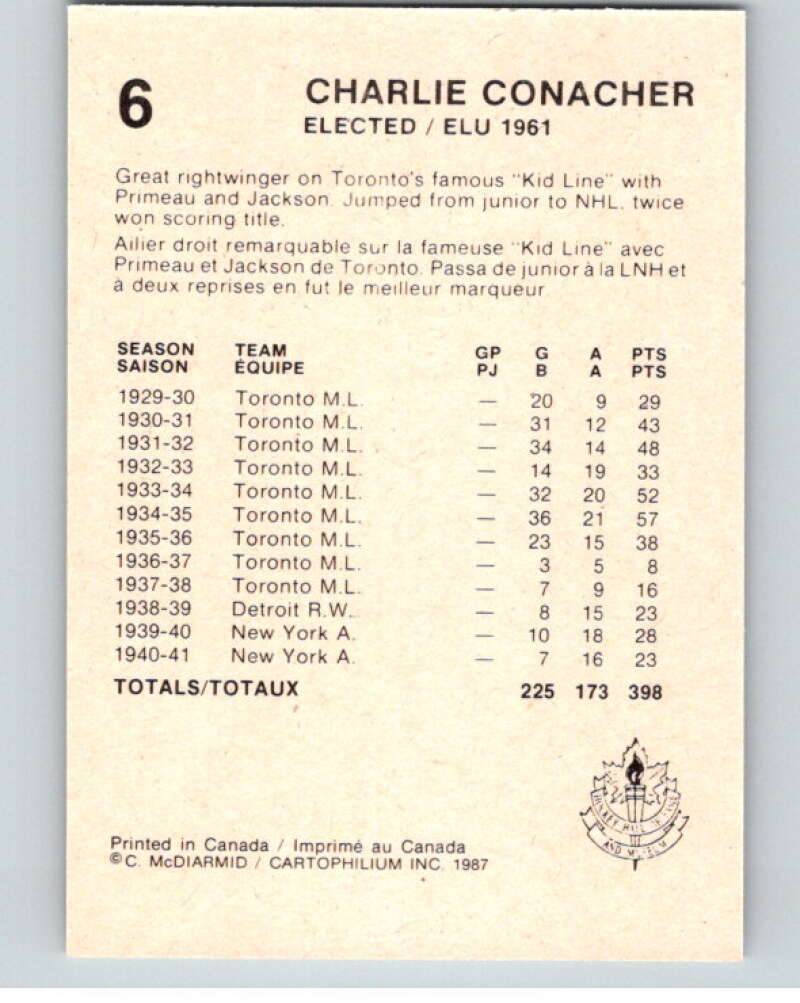 6 CHARLIE CONACHER
ELECTED / ELU 1961
Great rightwinger on Toronto's famous "Kid Line" with
Primeau and Jackson. Jumped from junior to NHL. twice
won scoring title.
Ailier droit remarquable sur la fameuse "Kid Line" avec
Primeau et Jackson de Toronto. Passa de junior à la LNH et
à deux reprises en fut le meilleur marqueur.
SEASON TEAM GP G A PTS
SAISON ÉQUIPE PJ B A PTS
1929-30 Toronto M.L. — 20 9 29
1930-31 Toronto M.L. — 31 12 43
1931-32 Toronto M.L. — 34 14 48
1932-33 Toronto M.L. — 14 19 33
1933-34 Toronto M.L. — 32 20 52
1934-35 Toronto M.L. — 36 21 57
1935-36 Toronto M.L. — 23 15 38
1936-37 Toronto M.L. — 3 5 8
1937-38 Toronto M.L. — 7 9 16
1938-39 Detroit R.W. — 8 15 23
1939-40 New York A. — 10 18 28
1940-41 New York A. — 7 16 23
TOTALS/TOTAUX 225 173 398
HOCKEY HALL OF FAME
AND MUSEUM
Printed in Canada / Imprimé au Canada
©C. McDIARMID / CARTOPHILIUM INC. 1987